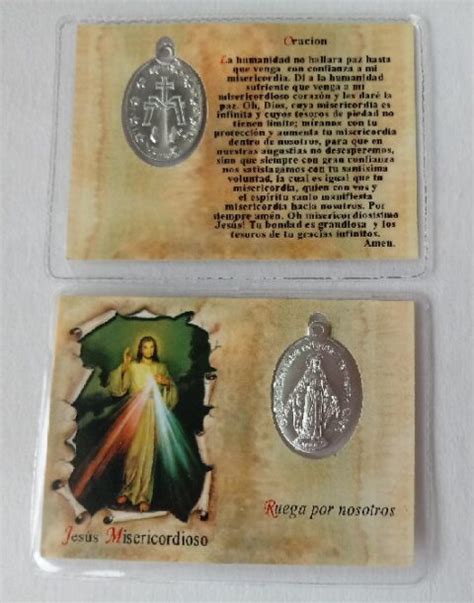 Oracion
La humanidad no hallara paz hasta
que venga con confianza a mi
misericordia. Di a la humanidad
sufriente que venga a mi
misericordioso corazón y les daré la
paz. Oh, Dios, cuya misericordia es
infinita y cuyos tesoros de piedad no
tienen limite; miranos con tu
protección y aumenta tu misericordia
dentro de nosotros, para que en
nuestras angustias no desesperemos,
sino que siempre con gran confianza
nos satisfagamos con tu santísima
voluntad, la cual es igual que tu
misericordia, quien con vos y
el espíritu santo manifiesta
misericordia hacia nosotros. Por
siempre amén. Oh misericordiosisimo
Jesús! Tu bondad es grandiosa y los
tesoros de tu gracias infinitos.
Amen.
Jesús Misericordioso
Ruega por nosotros